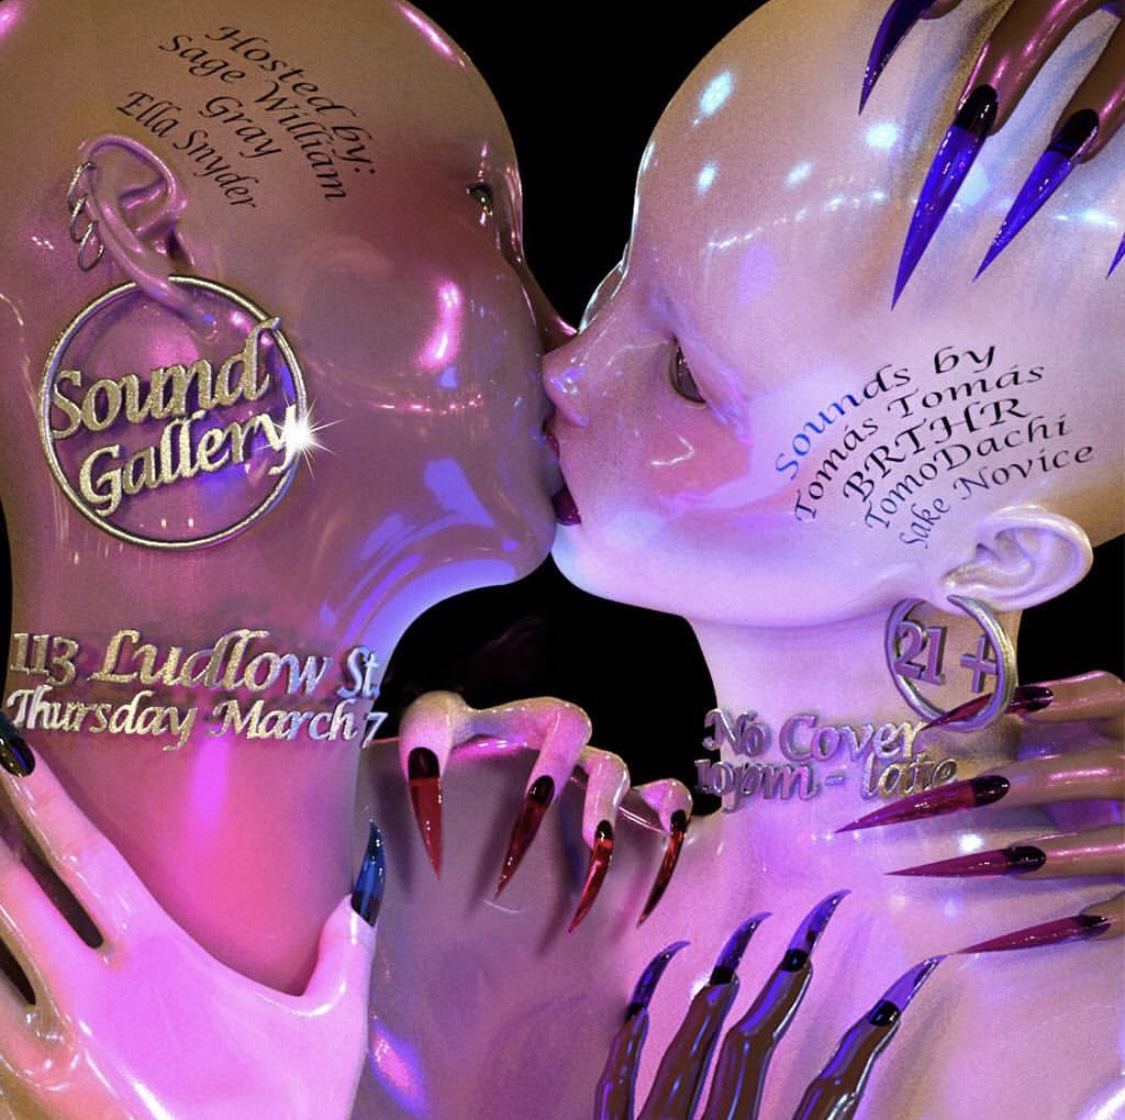 Hosted by:
Sage William
Gray
Ella Snyder
Sound
Gallery
113 Ludlow St.
Thursday March 7
Sounds by
Tomás Tomás
BRTHR
TomoDachi
Sake Novice
21 +
No Cover
10pm - late